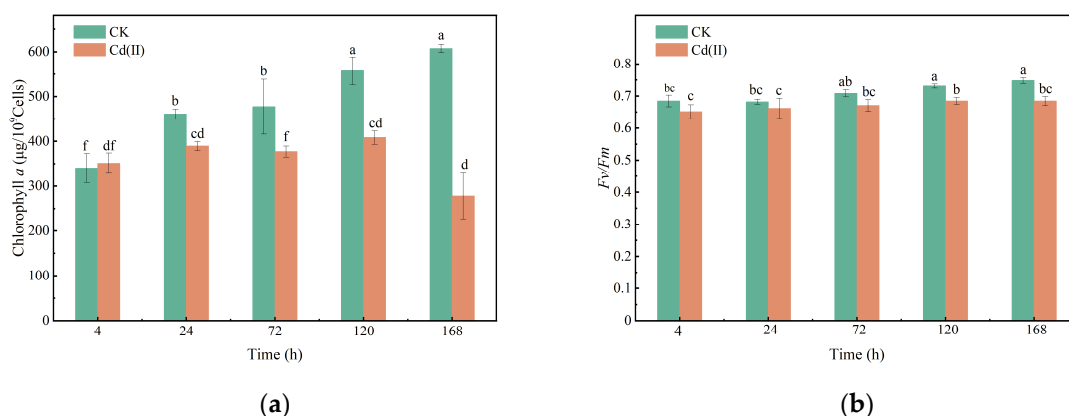 CK
Cd(II)
Chlorophyll a (μg/10⁹Cells)
600
500
400
300
200
100
0
f df b cd b f a cd a d
4 24 72 120 168
Time (h)
(a)
CK
Cd(II)
Fv/Fm
0.8
0.7
0.6
0.5
0.4
0.3
0.2
0.1
0
bc c bc c ab bc a b a bc
4 24 72 120 168
Time (h)
(b)